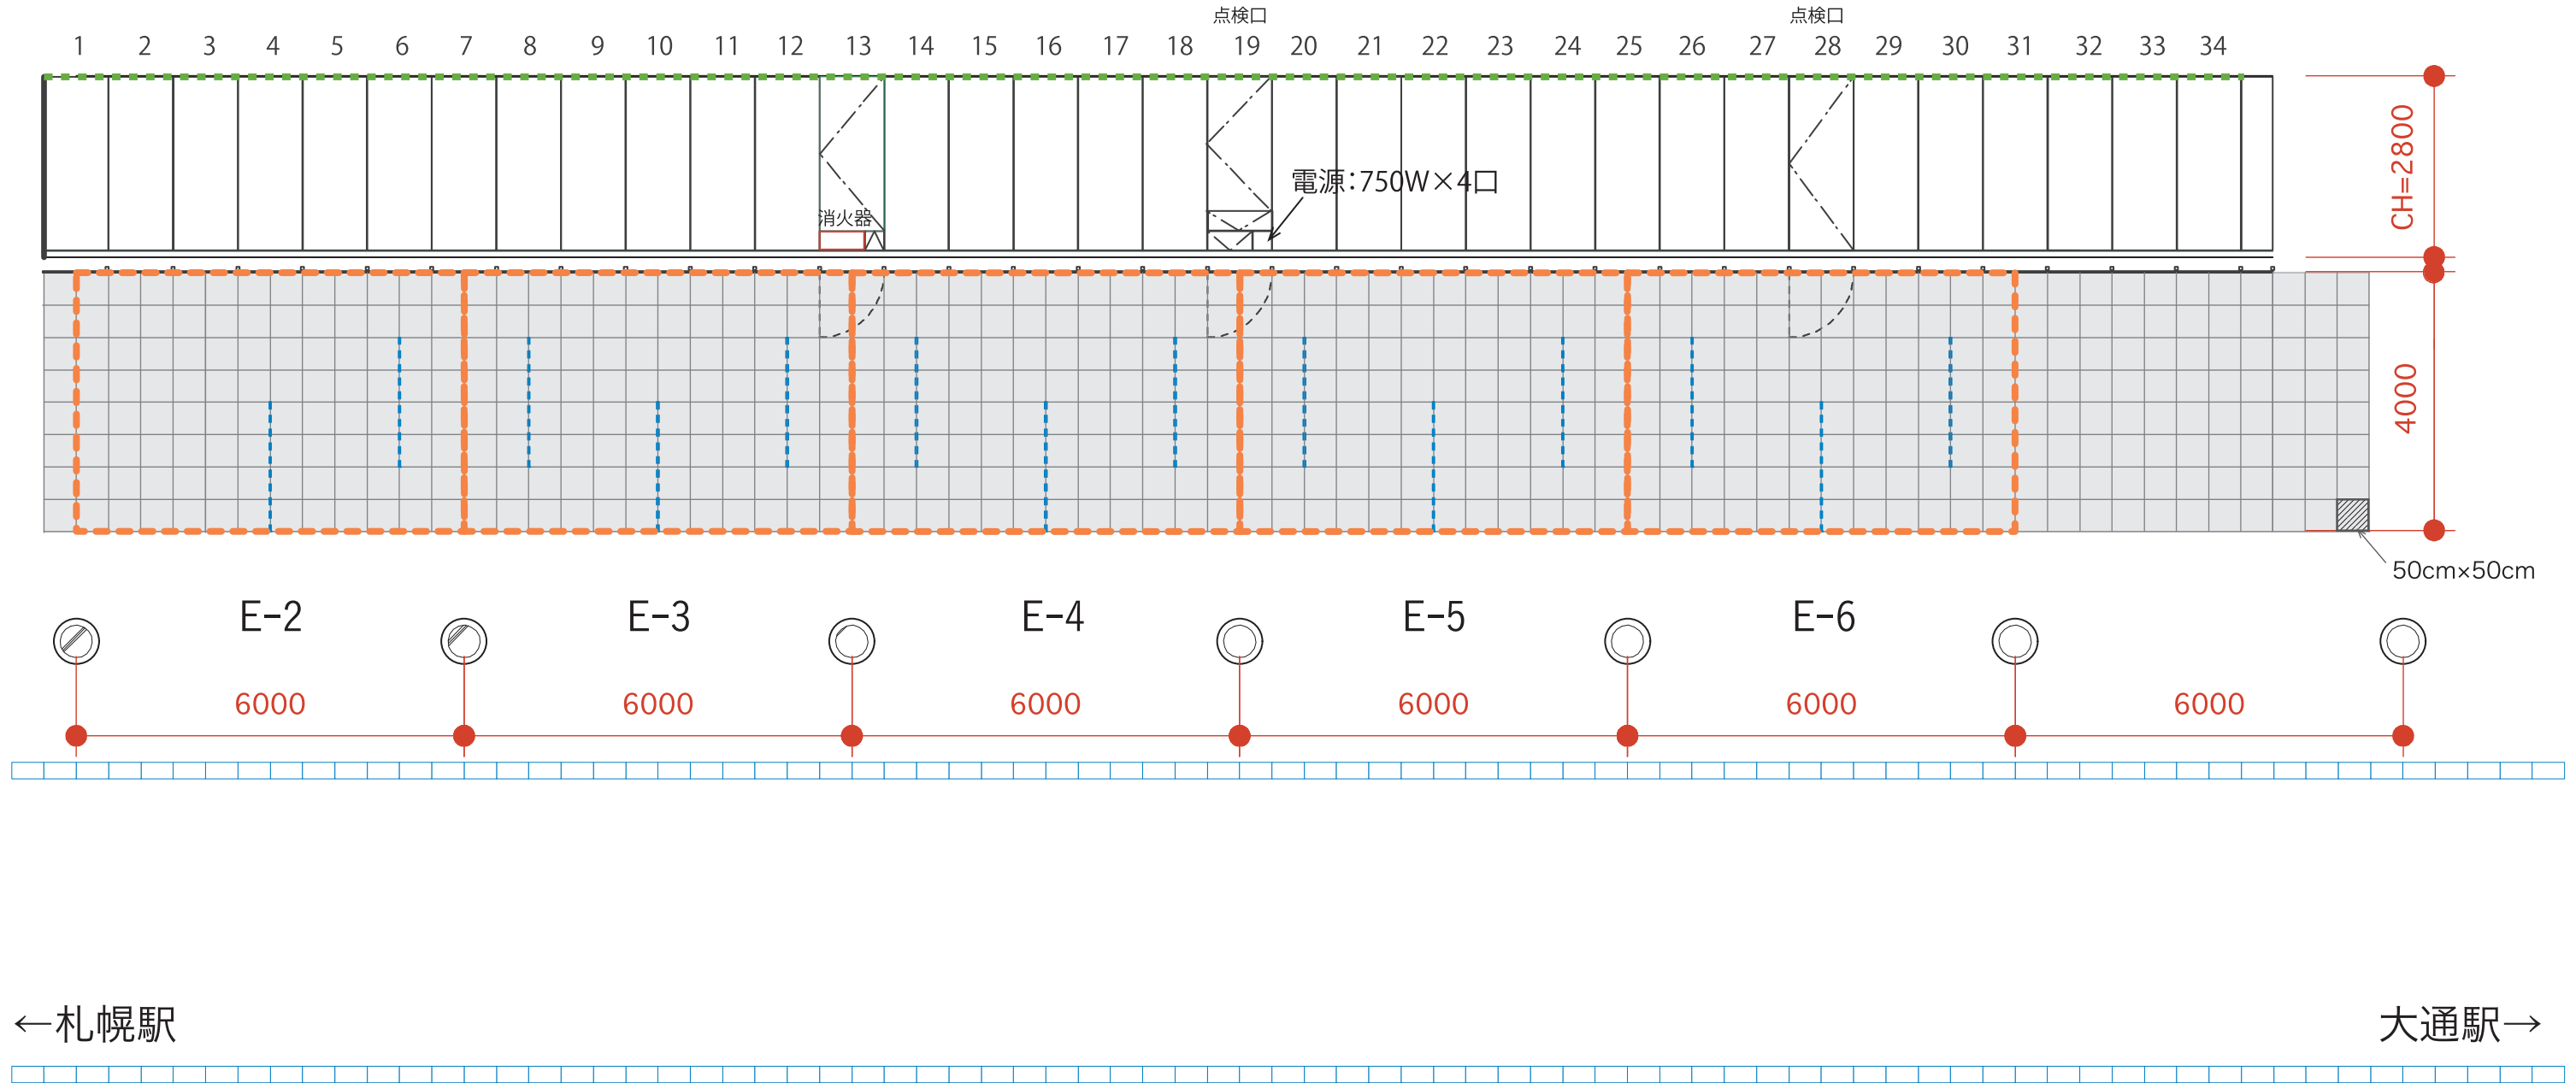 点検口 点検口
1 2 3 4 5 6 7 8 9 10 11 12 13 14 15 16 17 18 19 20 21 22 23 24 25 26 27 28 29 30 31 32 33 34
CH=2800
電源:750W×4口
消火器
4000
50cm×50cm
E-2 E-3 E-4 E-5 E-6
6000 6000 6000 6000 6000 6000
←札幌駅 大通駅→